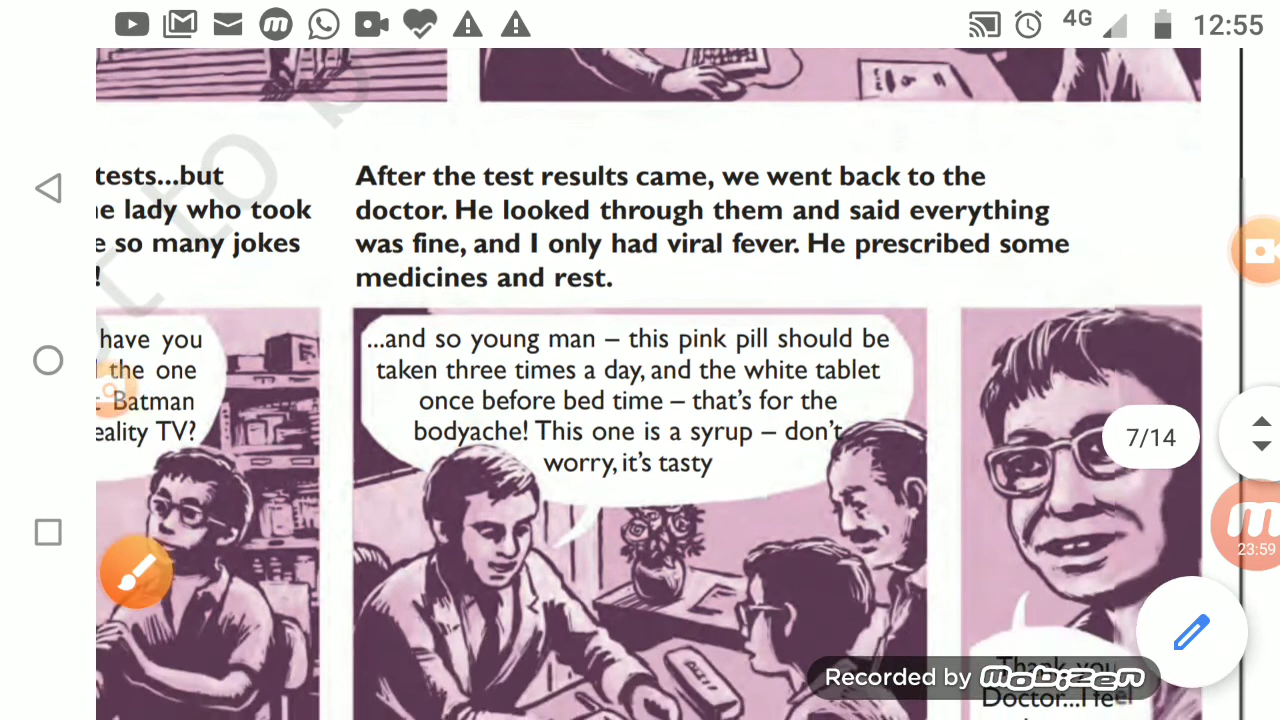 4G
12:55
to b
tests...but
lady who took
so many jokes
!
After the test results came, we went back to the
doctor. He looked through them and said everything
was fine, and I only had viral fever. He prescribed some
medicines and rest.
have you
the one
Batman
TV?
...and so young man – this pink pill should be
taken three times a day, and the white tablet
once before bed time – that's for the
bodyache! This one is a syrup – don't
worry, it's tasty
7/14
23:59
Thank you
Doctor...I feel
Recorded by MOBIZEN